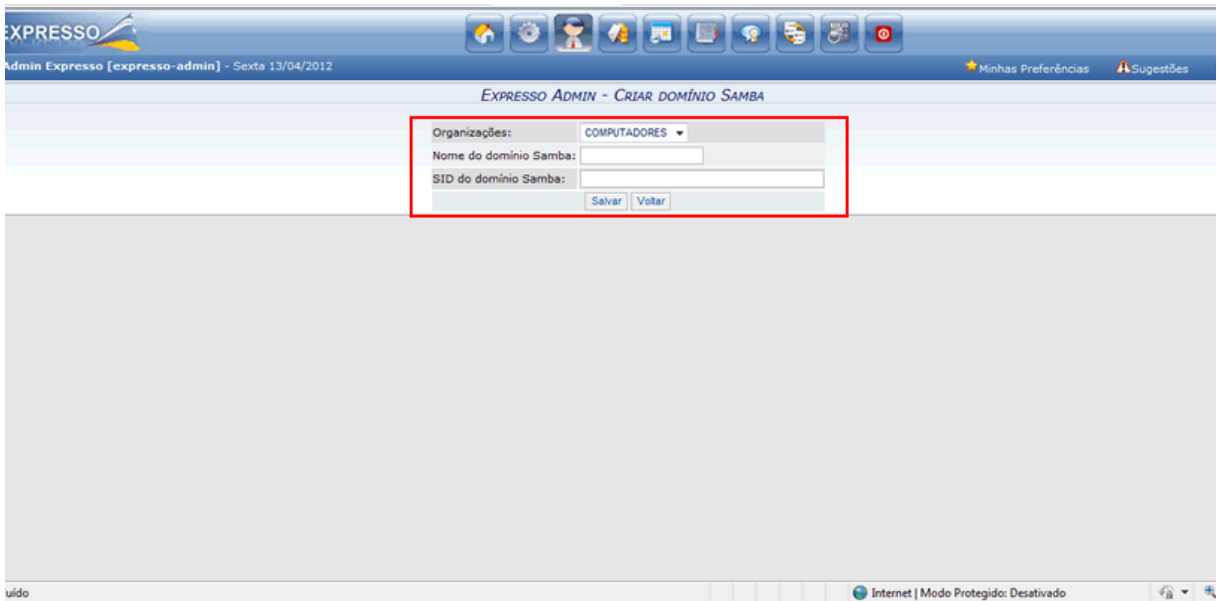 EXPRESSO
Admin Expresso [expresso-admin] - Sexta 13/04/2012
Minhas Preferências
Sugestões
Expresso Admin - Criar domínio Samba
Organizações: COMPUTADORES
Nome do domínio Samba:
SID do domínio Samba:
Salvar Voltar
uído
Internet | Modo Protegido: Desativado